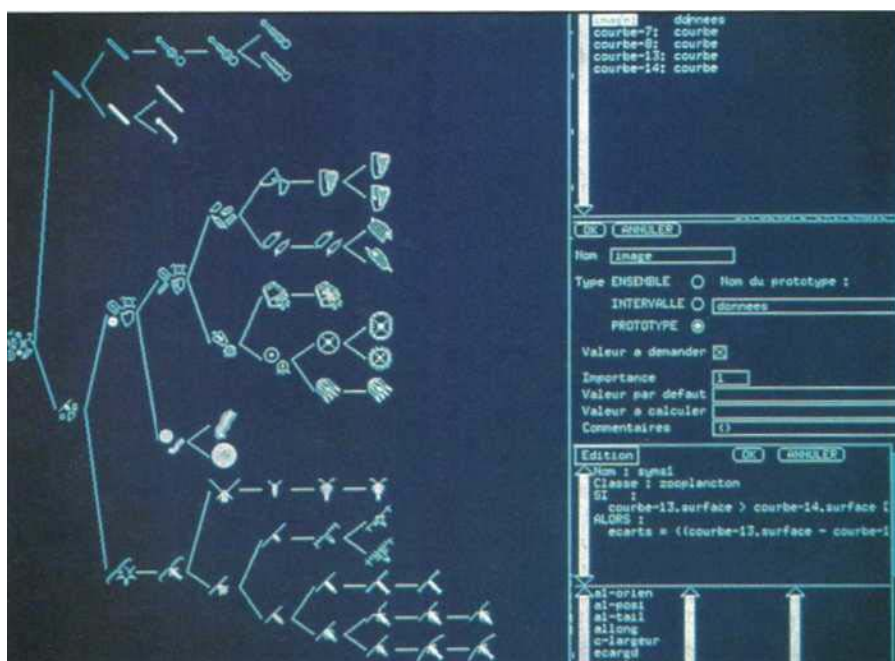 image1 donnees
courbe-7: courbe
courbe-8: courbe
courbe-13: courbe
courbe-14: courbe
OK ANNULER
Nom image
Type ENSEMBLE Nom du prototype :
INTERVALLE donnees
PROTOTYPE
Valeur a demander
Importance 1
Valeur par defaut
Valeur a calculer
Commentaires ()
Edition OK ANNULER
Nom : syms1
Classe : zooplancton
SI :
courbe-13.surface > courbe-14.surface
ALORS :
ecarts = ((courbe-13.surface - courbe-1
al-orien
al-posi
al-tail
allong
c-largeur
ecargd